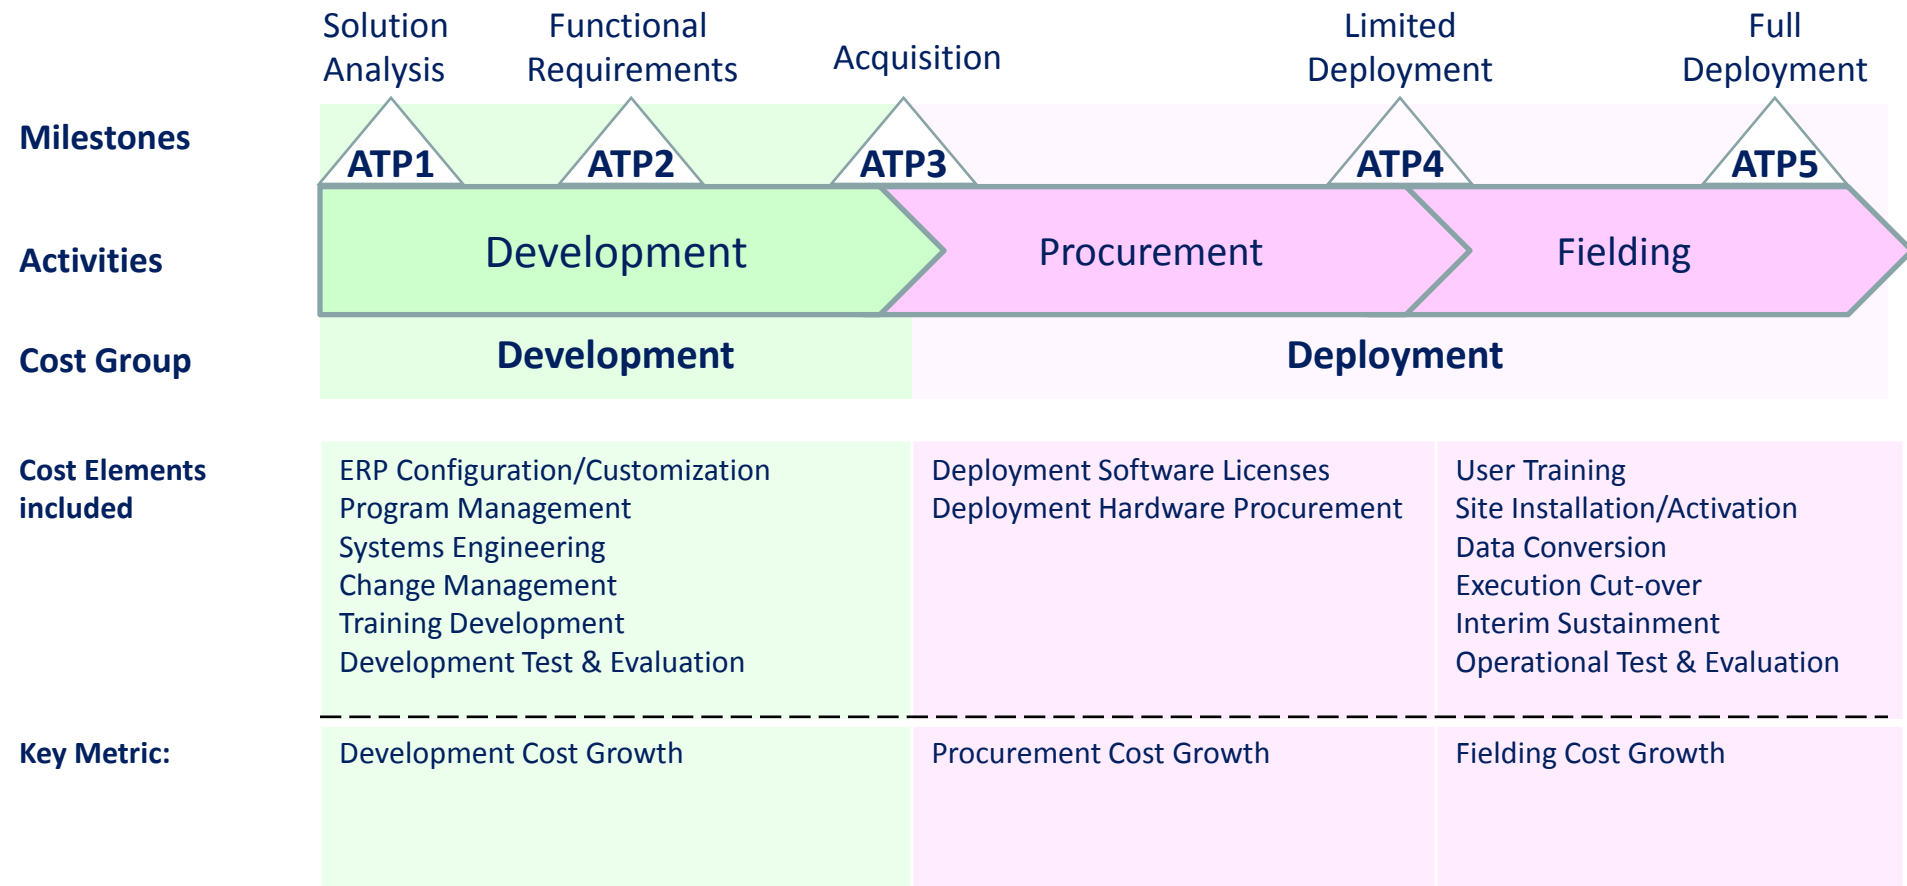 Solution
Analysis
Functional
Requirements
Acquisition
Limited
Deployment
Full
Deployment
Milestones
ATP1
ATP2
ATP3
ATP4
ATP5
Activities
Development
Procurement
Fielding
Cost Group
Development
Deployment
Cost Elements
included
ERP Configuration/Customization
Program Management
Systems Engineering
Change Management
Training Development
Development Test & Evaluation
Deployment Software Licenses
Deployment Hardware Procurement
User Training
Site Installation/Activation
Data Conversion
Execution Cut-over
Interim Sustainment
Operational Test & Evaluation
Key Metric:
Development Cost Growth
Procurement Cost Growth
Fielding Cost Growth